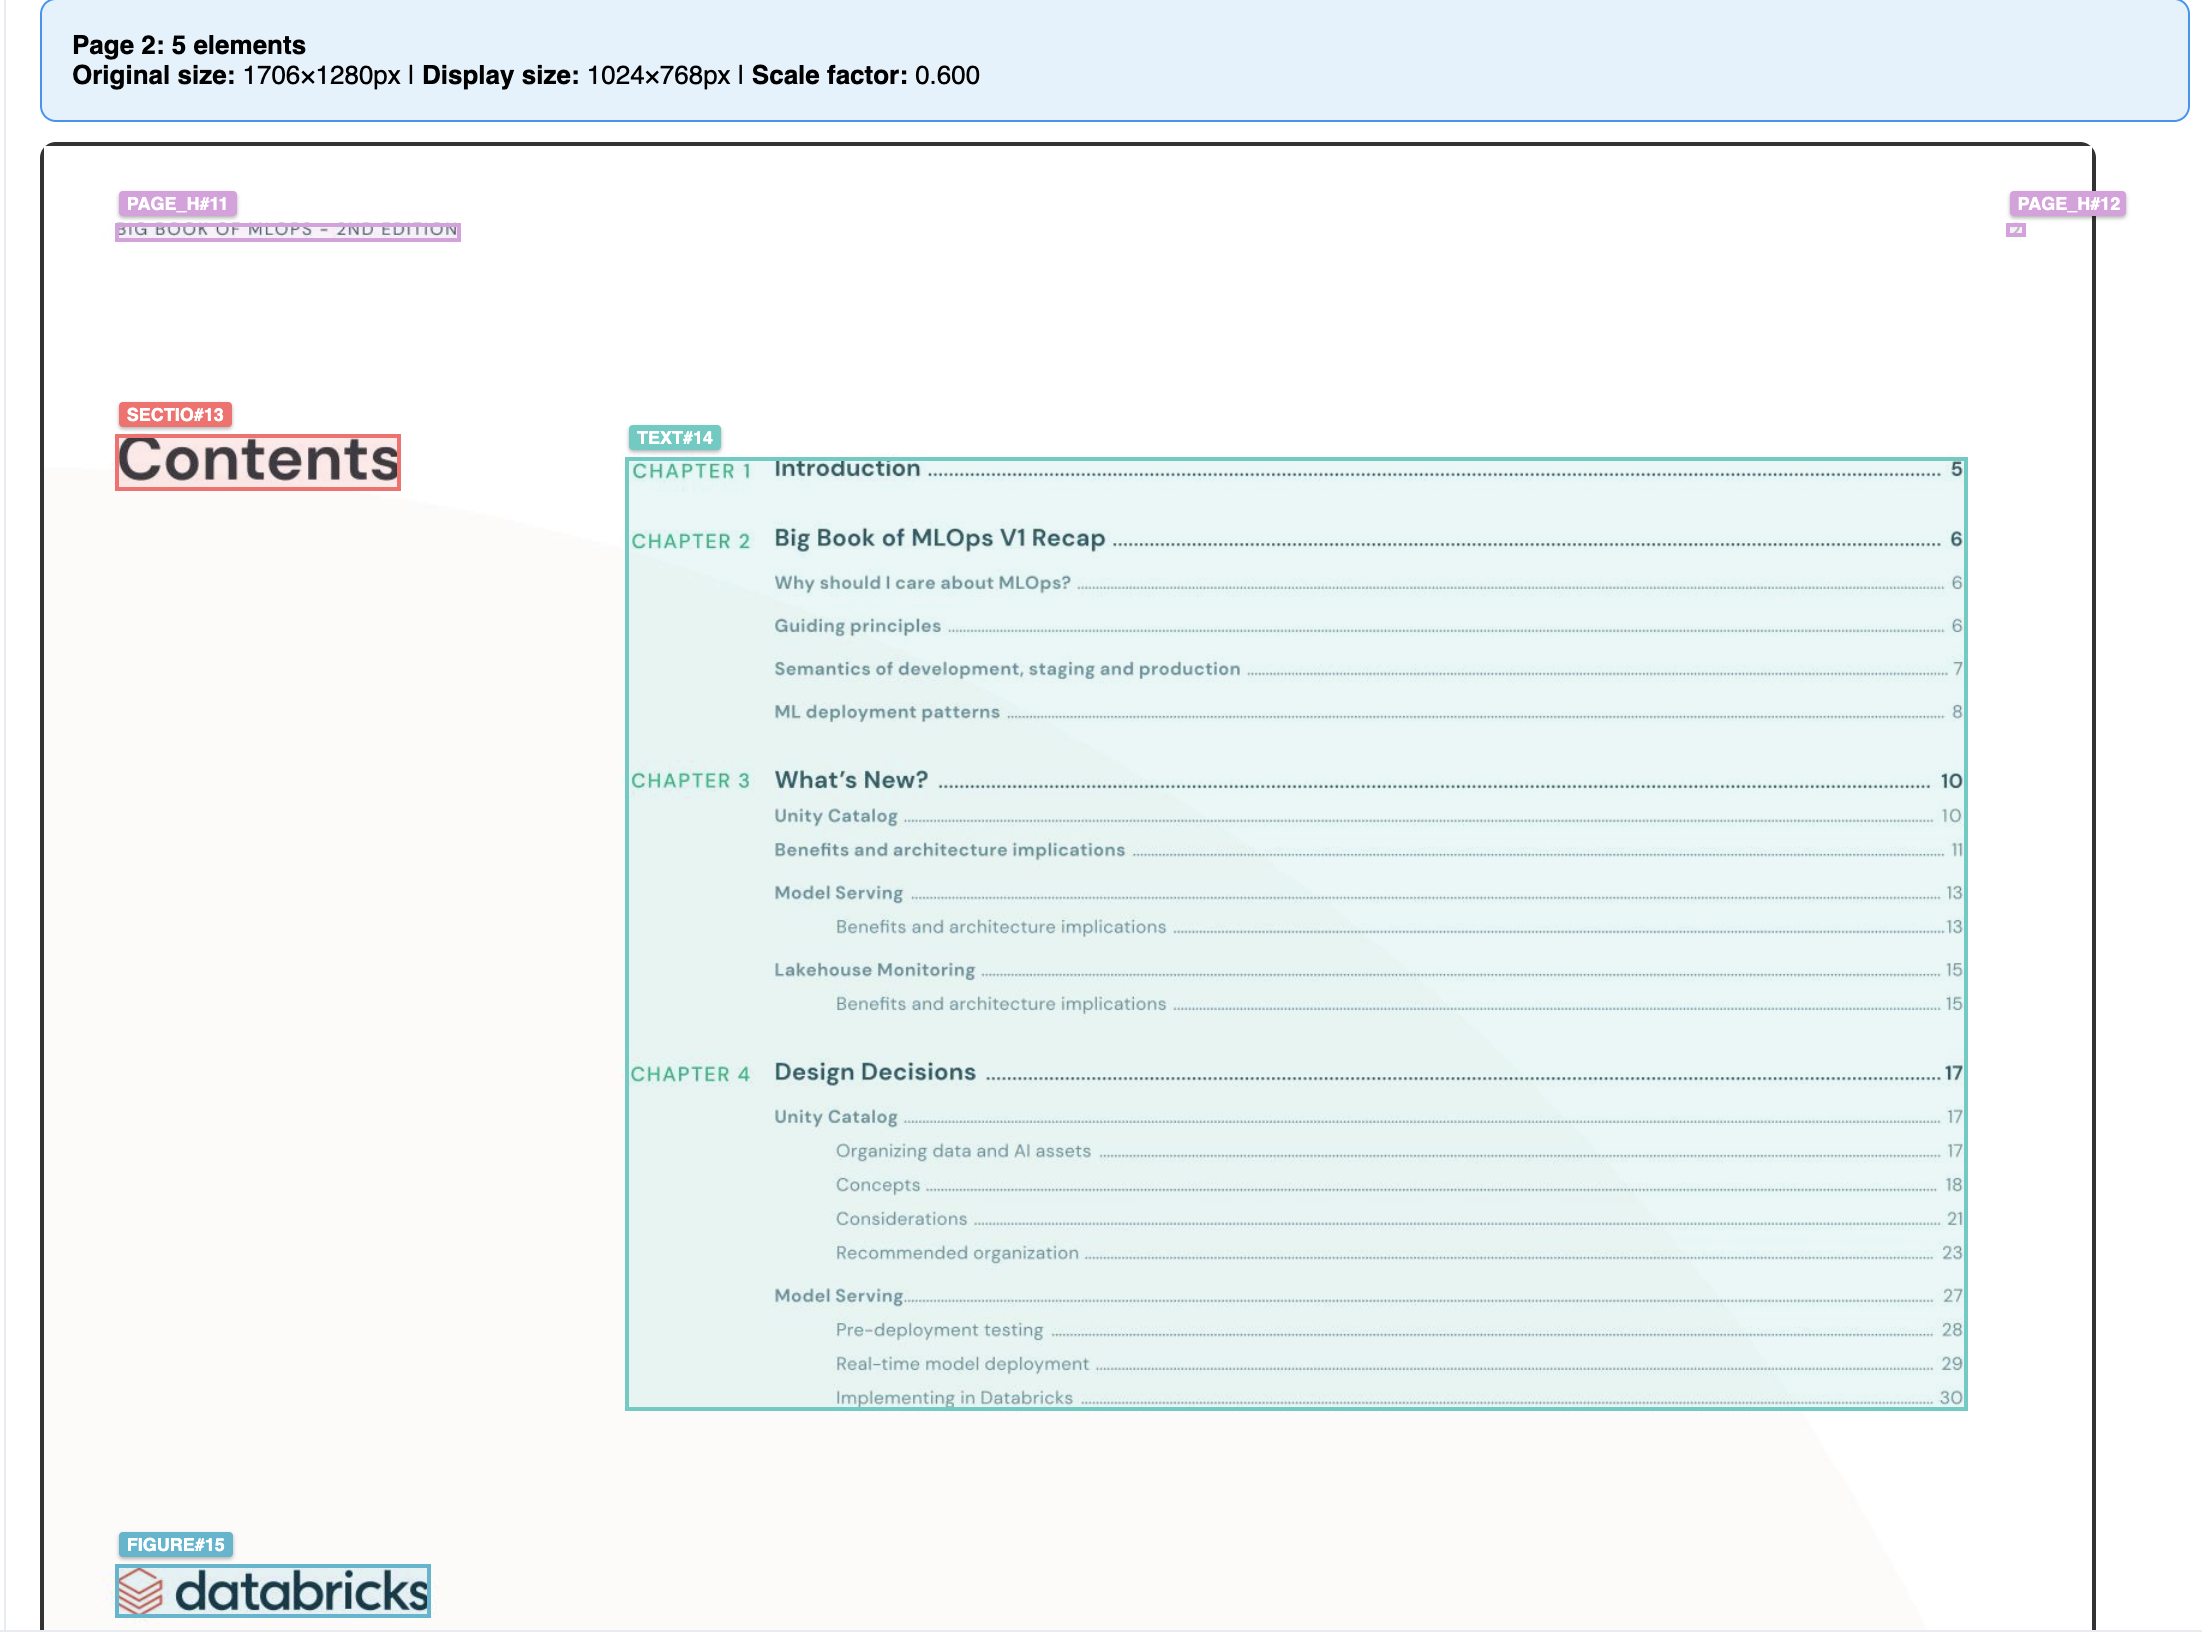 Page 2: 5 elements
Original size: 1706×1280px | Display size: 1024×768px | Scale factor: 0.600
PAGE_H#11
PAGE_H#12
BIG BOOK OF MLOPS – 2ND EDITION
SECTIO#13
Contents
TEXT#14
CHAPTER 1 Introduction 5
CHAPTER 2 Big Book of MLOps V1 Recap 6
Why should I care about MLOps? 6
Guiding principles 6
Semantics of development, staging and production 7
ML deployment patterns 8
CHAPTER 3 What's New? 10
Unity Catalog 10
Benefits and architecture implications 11
Model Serving 13
Benefits and architecture implications 13
Lakehouse Monitoring 15
Benefits and architecture implications 15
CHAPTER 4 Design Decisions 17
Unity Catalog 17
Organizing data and AI assets 17
Concepts 18
Considerations 21
Recommended organization 23
Model Serving 27
Pre-deployment testing 28
Real-time model deployment 29
Implementing in Databricks 30
FIGURE#15
databricks